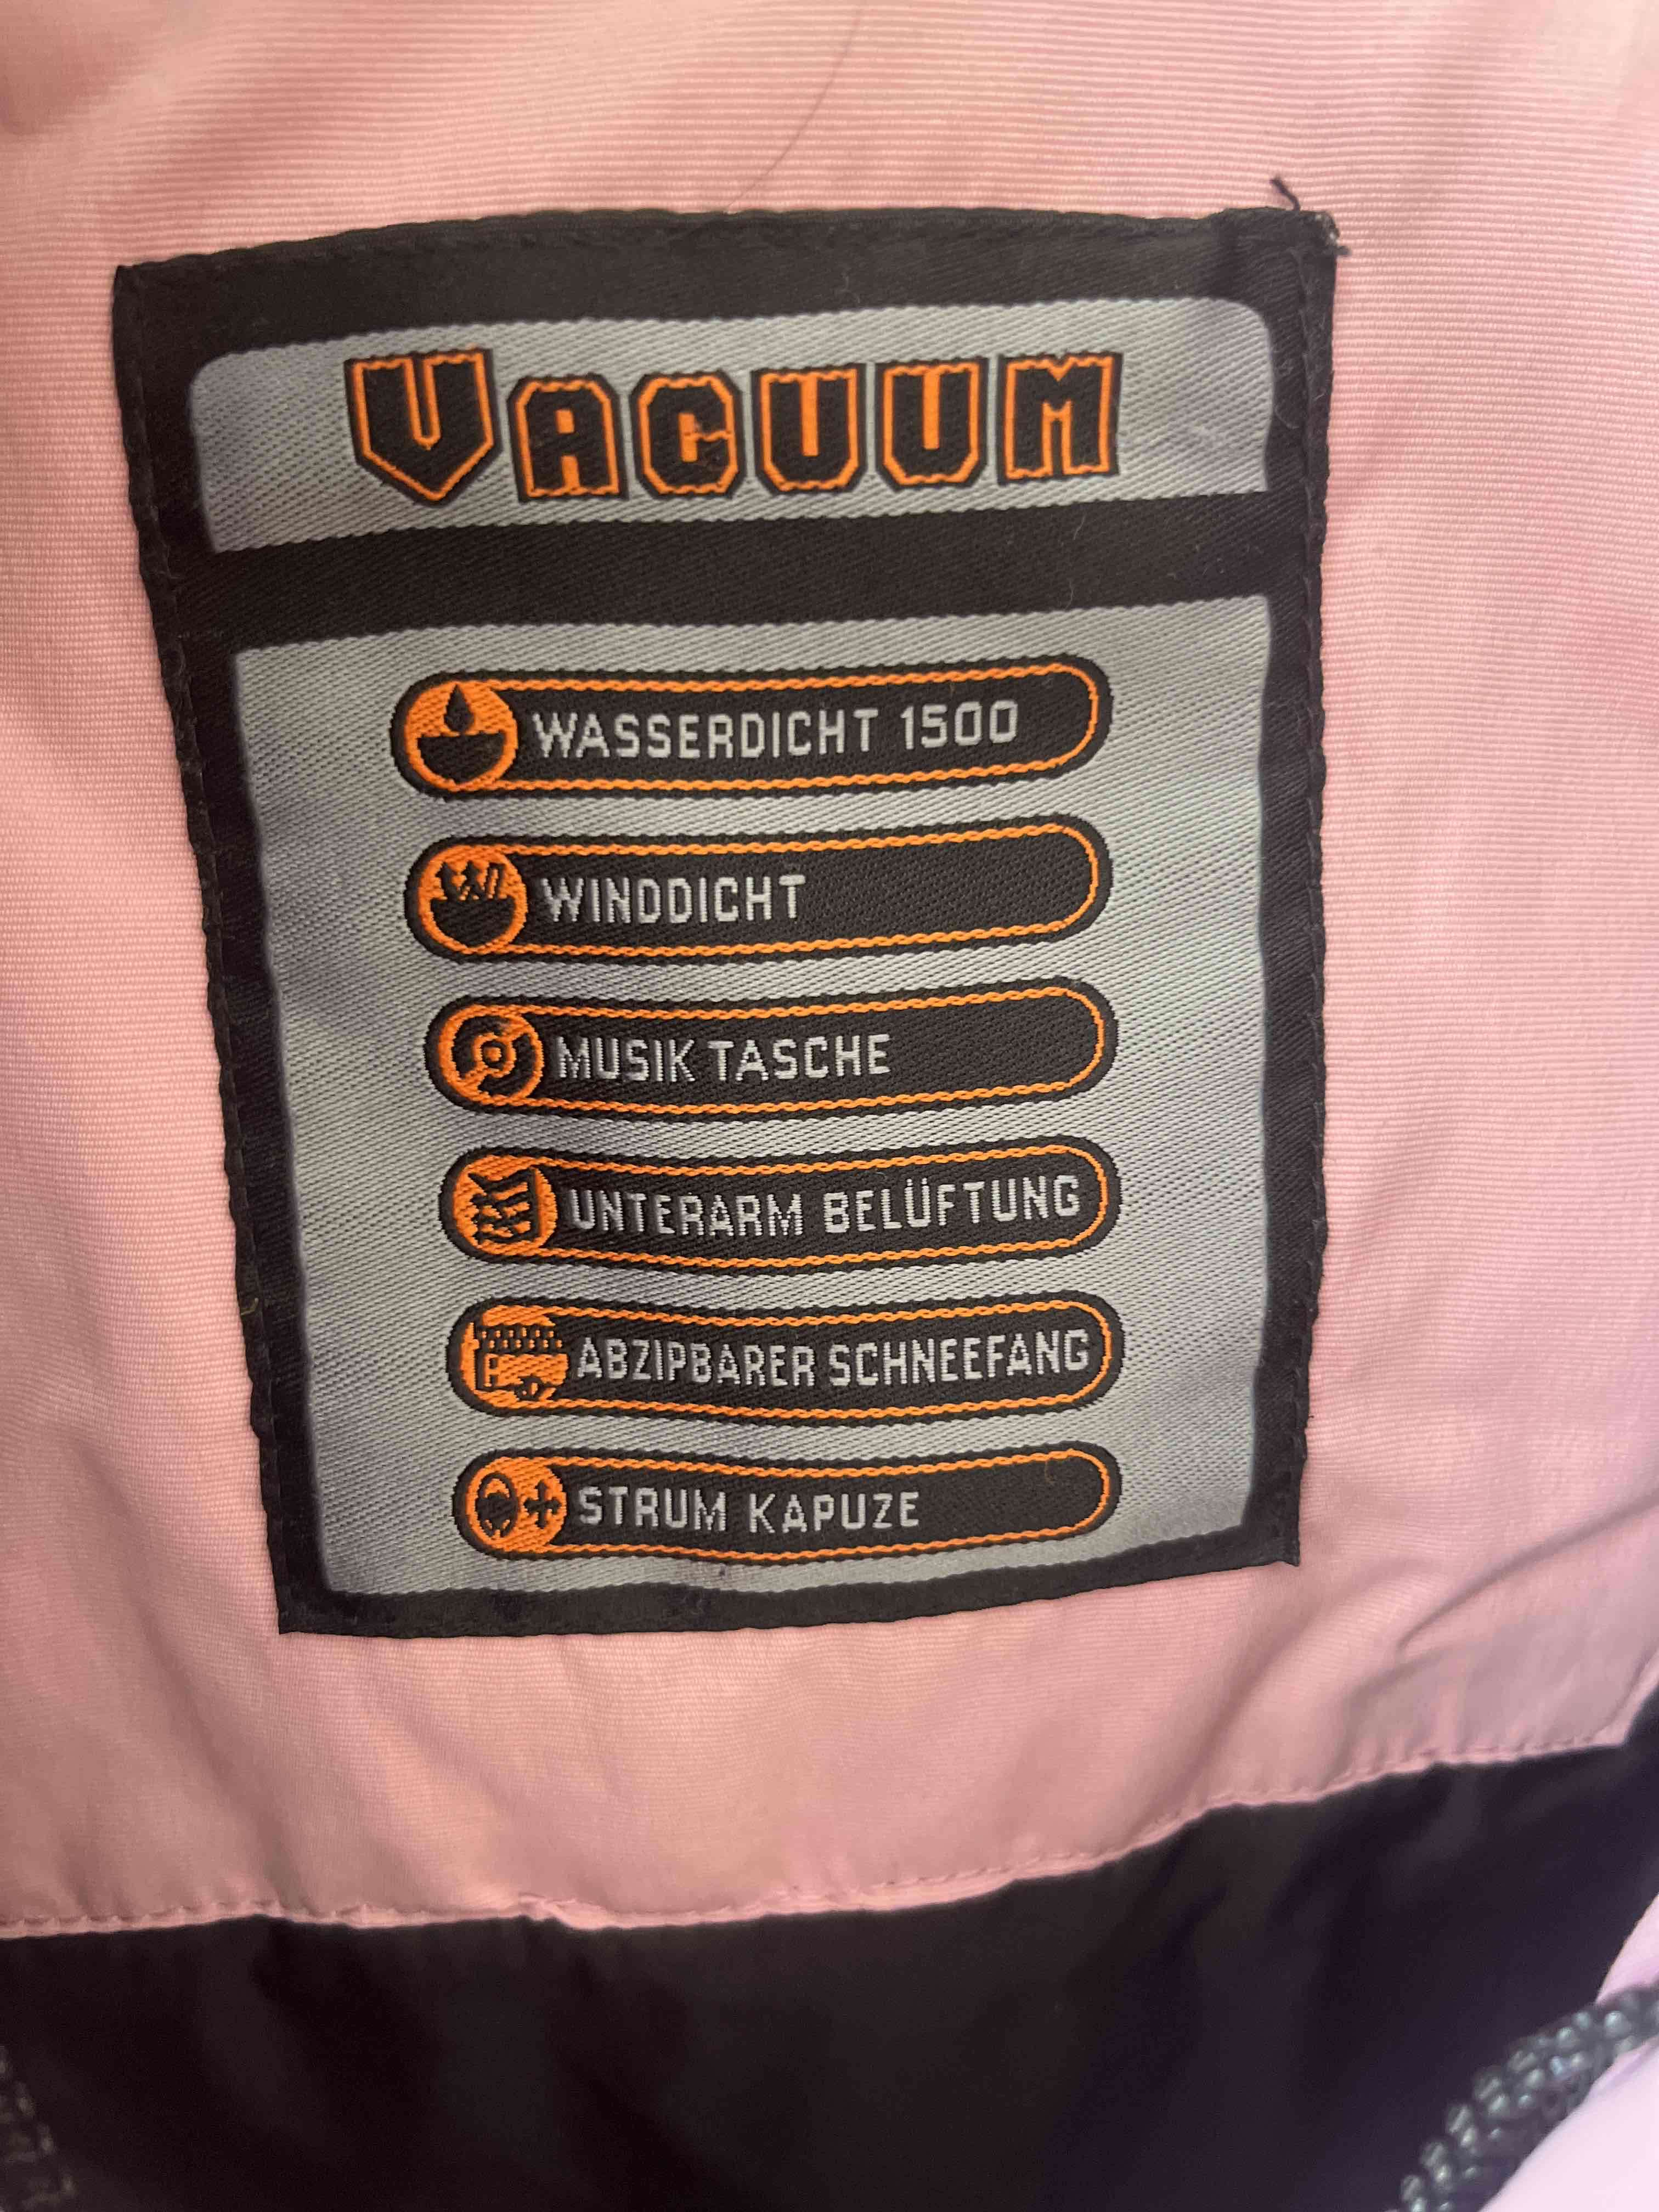 VACUUM
WASSERDICHT 1500
WINDDICHT
MUSIK TASCHE
UNTERARM BELÜFTUNG
ABZIPBARER SCHNEEFANG
STRUM KAPUZE